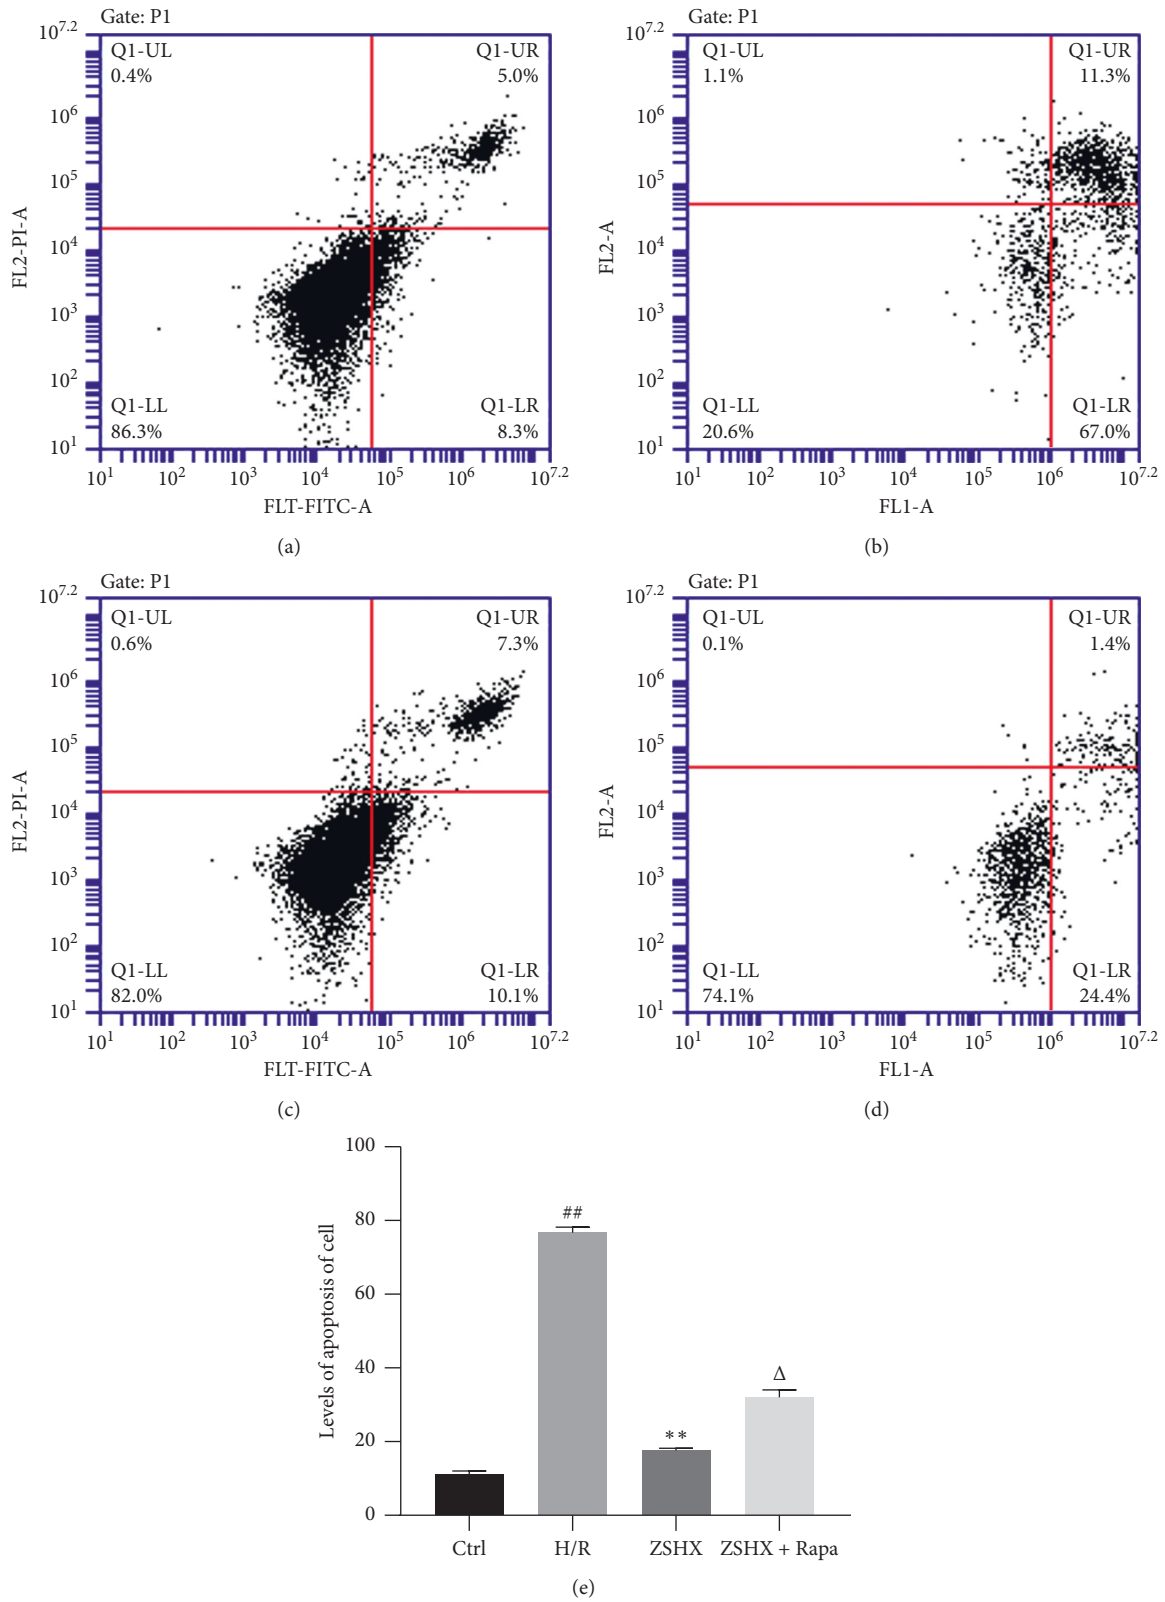 Gate: P1
10^7.2
10^6
10^5
10^4
10^3
10^2
10^1
FL2-PI-A
Q1-UL
0.4%
Q1-UR
5.0%
Q1-LL
86.3%
Q1-LR
8.3%
10^1 10^2 10^3 10^4 10^5 10^6 10^7.2
FLT-FITC-A
(a)
Gate: P1
10^7.2
10^6
10^5
10^4
10^3
10^2
10^1
FL2-A
Q1-UL
1.1%
Q1-UR
11.3%
Q1-LL
20.6%
Q1-LR
67.0%
10^1 10^2 10^3 10^4 10^5 10^6 10^7.2
FL1-A
(b)
Gate: P1
10^7.2
10^6
10^5
10^4
10^3
10^2
10^1
FL2-PI-A
Q1-UL
0.6%
Q1-UR
7.3%
Q1-LL
82.0%
Q1-LR
10.1%
10^1 10^2 10^3 10^4 10^5 10^6 10^7.2
FLT-FITC-A
(c)
Gate: P1
10^7.2
10^6
10^5
10^4
10^3
10^2
10^1
FL2-A
Q1-UL
0.1%
Q1-UR
1.4%
Q1-LL
74.1%
Q1-LR
24.4%
10^1 10^2 10^3 10^4 10^5 10^6 10^7.2
FL1-A
(d)
100
80
60
40
20
0
Levels of apoptosis of cell
##
**
Δ
Ctrl H/R ZSHX ZSHX + Rapa
(e)